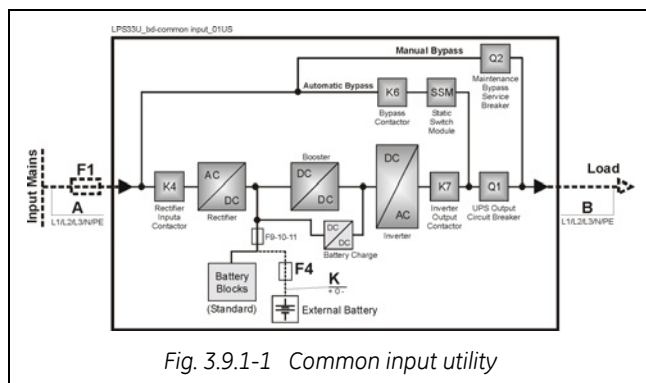 LPS33U_bd-common input_01US
Manual Bypass
Q2
Maintenance
Bypass
Service
Breaker
Automatic Bypass
K6
SSM
Bypass
Contactor
Static
Switch
Module
Input Mains
F1
A
L1/L2/L3/N/PE
K4
Rectifier
Inputa
Contactor
AC
DC
Rectifier
Booster
DC
DC
DC
AC
Inverter
K7
Inverter
Output
Contactor
Q1
UPS Output
Circuit Breaker
Load
B
L1/L2/L3/N/PE
F9-10-11
DC
DC
Battery Charge
Battery
Blocks
(Standard)
F4
K
+ 0 -
External Battery
Fig. 3.9.1-1 Common input utility